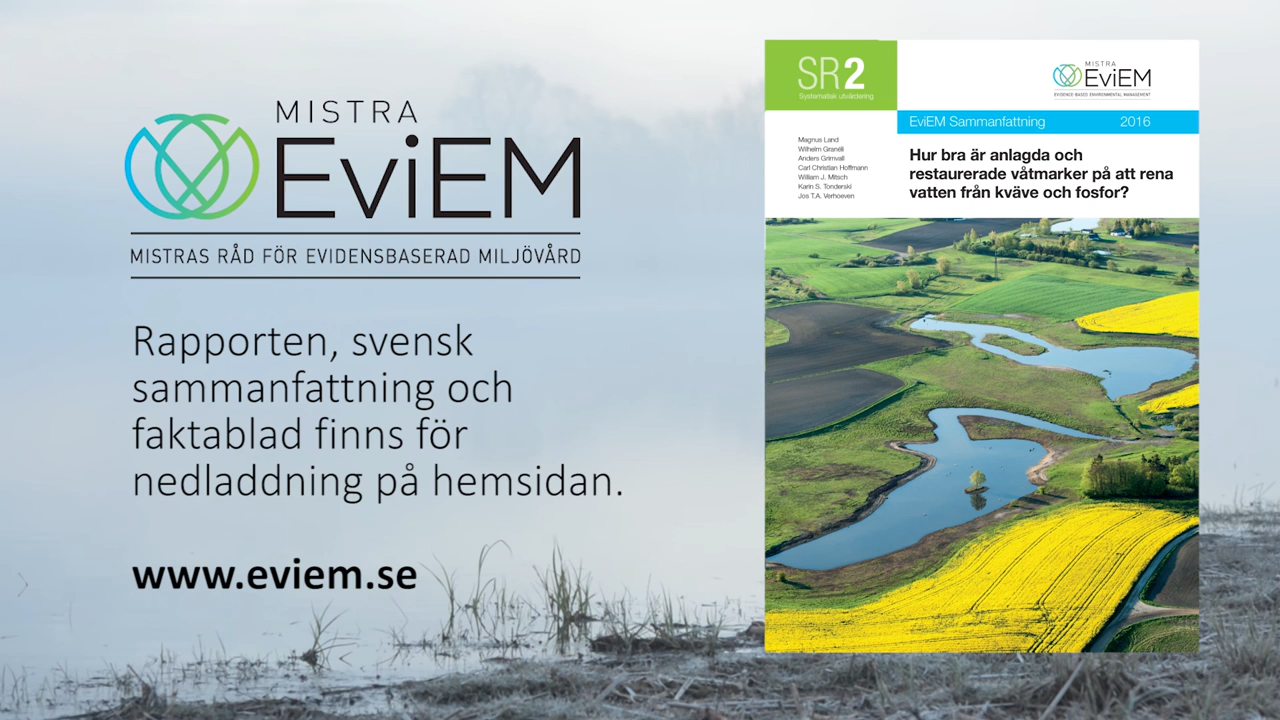 MISTRA
EviEM
MISTRAS RÅD FÖR EVIDENSBASERAD MILJÖVÅRD
Rapporten, svensk
sammanfattning och
faktablad finns för
nedladdning på hemsidan.
www.eviem.se
SR2
Systematisk utvärdering
MISTRA
EviEM
EVIDENCE-BASED ENVIRONMENTAL MANAGEMENT
EviEM Sammanfattning 2016
Magnus Land
Wilhelm Granéli
Anders Grimvall
Carl Christian Hoffmann
William J. Mitsch
Karin S. Tonderski
Jos T.A. Verhoeven
Hur bra är anlagda och
restaurerade våtmarker på att rena
vatten från kväve och fosfor?